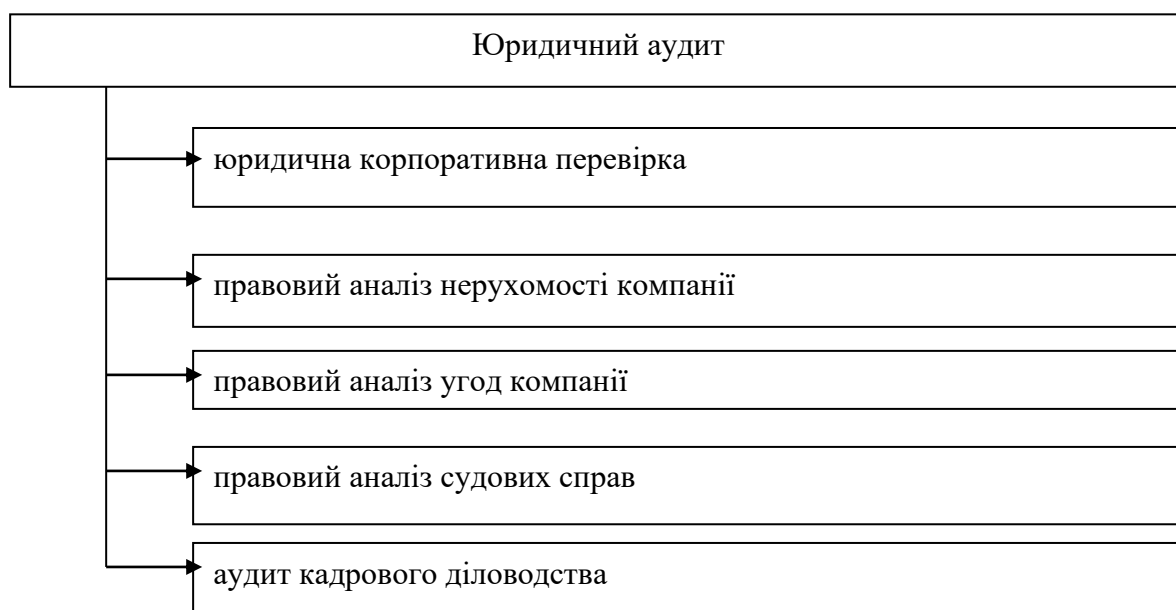 Юридичний аудит
юридична корпоративна перевірка
правовий аналіз нерухомості компанії
правовий аналіз угод компанії
правовий аналіз судових справ
аудит кадрового діловодства